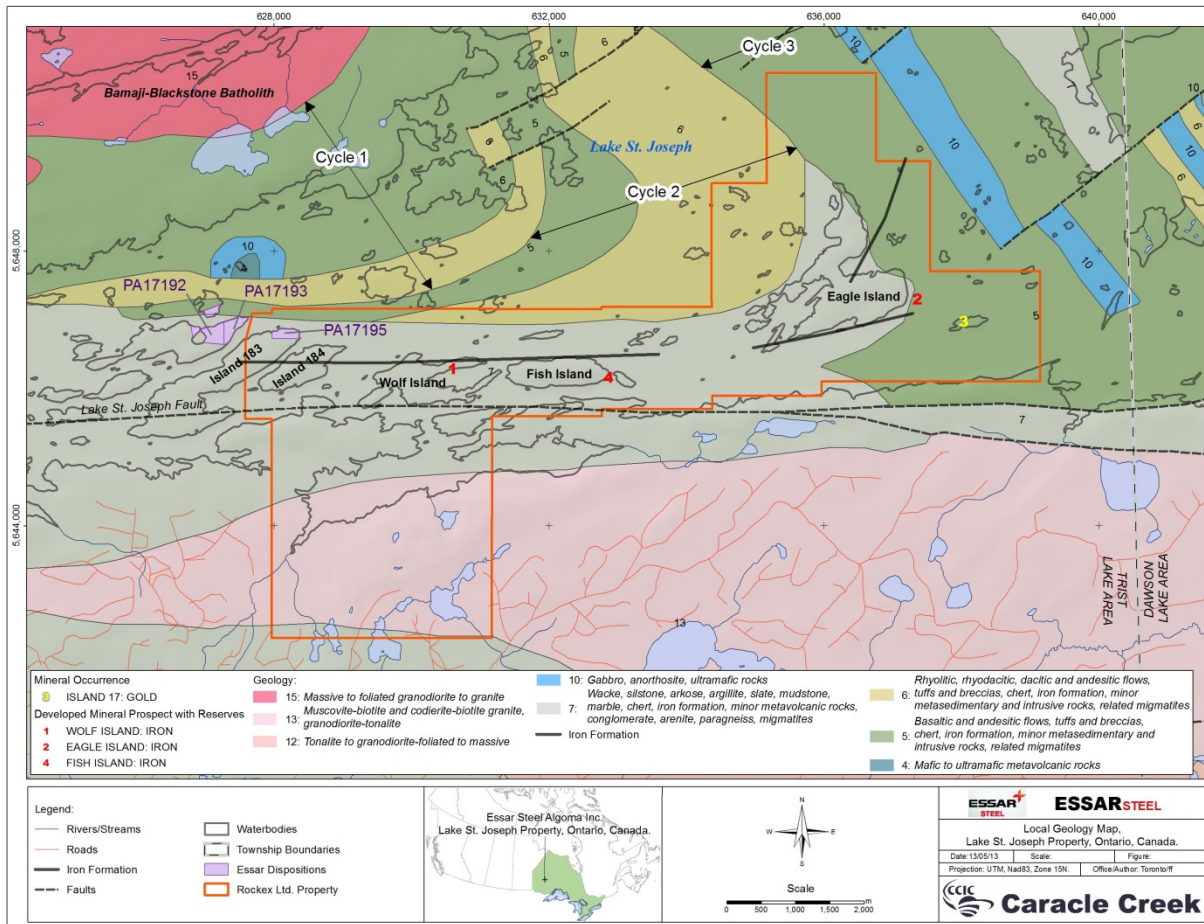 628,000
632,000
636,000
640,000
5,648,000
5,644,000
15
Bamaji-Blackstone Batholith
Cycle 1
Cycle 3
Lake St. Joseph
Cycle 2
6
5
6
5
6
5
6
6
6
5
10
10
10
10
6
10
5
7
10
4
PA17192
PA17193
PA17195
Eagle Island
2
3
5
Island 183
Island 184
Wolf Island
1
7
Fish Island
4
Lake St. Joseph Fault
7
13
TRIST
LAKE AREA
DAWSON
LAKE AREA
Mineral Occurrence
3 ISLAND 17: GOLD
Developed Mineral Prospect with Reserves
1 WOLF ISLAND: IRON
2 EAGLE ISLAND: IRON
4 FISH ISLAND: IRON
Geology:
15: Massive to foliated granodiorite to granite
13: Muscovite-biotite and codierite-biotite granite,
granodiorite-tonalite
12: Tonalite to granodiorite-foliated to massive
10: Gabbro, anorthosite, ultramafic rocks
7: Wacke, silstone, arkose, argillite, slate, mudstone,
marble, chert, iron formation, minor metavolcanic rocks,
conglomerate, arenite, paragneiss, migmatites
Iron Formation
6: Rhyolitic, rhyodacitic, dacitic and andesitic flows,
tuffs and breccias, chert, iron formation, minor
metasedimentary and intrusive rocks, related migmatites
5: Basaltic and andesitic flows, tuffs and breccias,
chert, iron formation, minor metasedimentary and
intrusive rocks, related migmatites
4: Mafic to ultramafic metavolcanic rocks
Legend:
Rivers/Streams
Roads
Iron Formation
Faults
Waterbodies
Township Boundaries
Essar Dispositions
Rockex Ltd. Property
Essar Steel Algoma Inc.
Lake St. Joseph Property, Ontario, Canada.
N
W E
S
Scale
0 500 1,000 1,500 2,000 m
ESSAR
STEEL
ESSAR STEEL
Local Geology Map,
Lake St. Joseph Property, Ontario, Canada.
Date:13/05/13 Scale: Figure:
Projection: UTM, Nad83, Zone 15N. Office/Author: Toronto/ff
CCIC
Caracle Creek